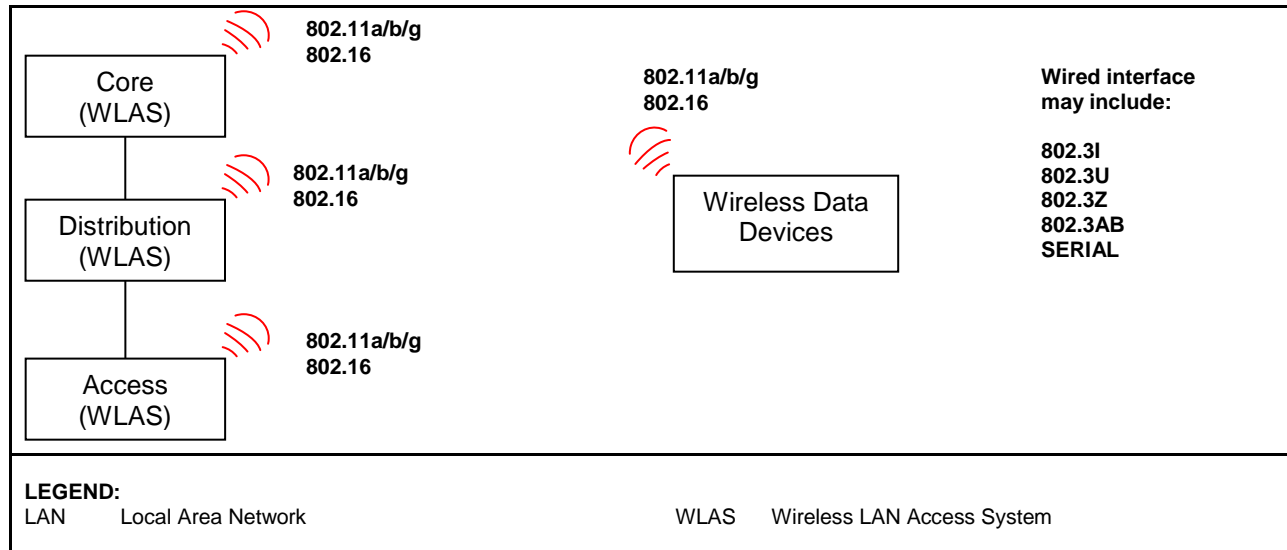 802.11a/b/g
802.16
Core
(WLAS)
802.11a/b/g
802.16
Distribution
(WLAS)
802.11a/b/g
802.16
Access
(WLAS)
802.11a/b/g
802.16
Wireless Data
Devices
Wired interface
may include:
802.3I
802.3U
802.3Z
802.3AB
SERIAL
LEGEND:
LAN Local Area Network
WLAS Wireless LAN Access System